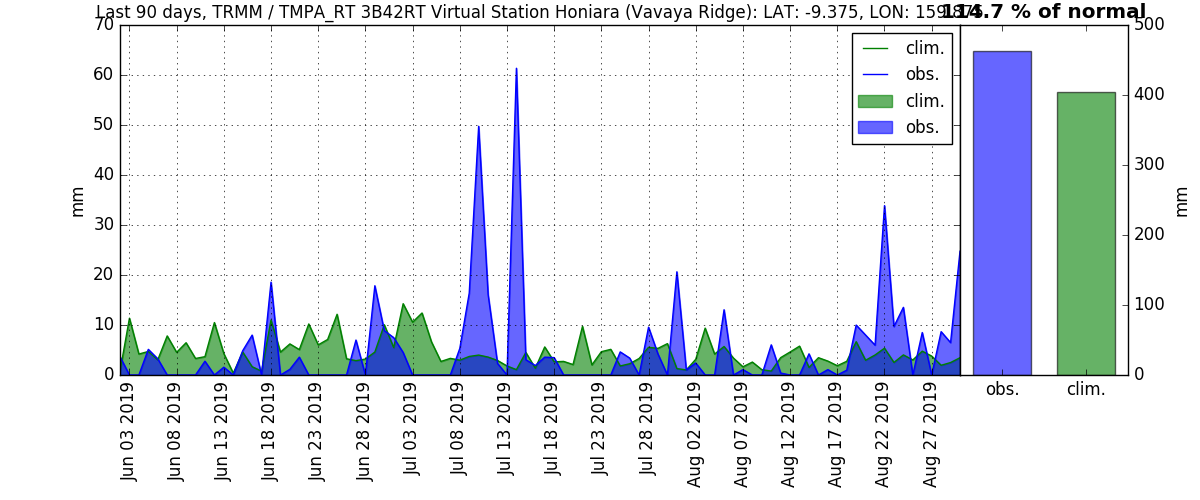 Last 90 days, TRMM / TMPA_RT 3B42RT Virtual Station Honiara (Vavaya Ridge): LAT: -9.375, LON: 159.875
114.7 % of normal
70
60
50
40
30
20
10
0
mm
clim.
obs.
clim.
obs.
500
400
300
200
100
0
mm
obs.
clim.
Jun 03 2019
Jun 08 2019
Jun 13 2019
Jun 18 2019
Jun 23 2019
Jun 28 2019
Jul 03 2019
Jul 08 2019
Jul 13 2019
Jul 18 2019
Jul 23 2019
Jul 28 2019
Aug 02 2019
Aug 07 2019
Aug 12 2019
Aug 17 2019
Aug 22 2019
Aug 27 2019